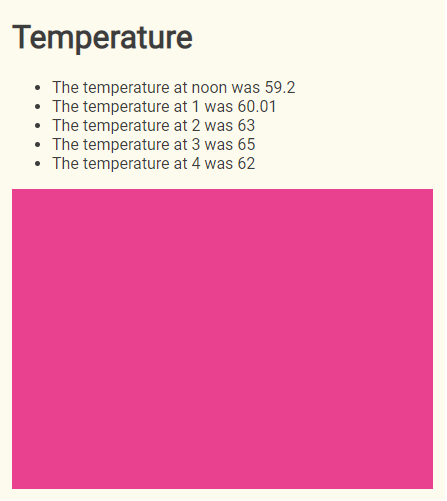 Temperature
The temperature at noon was 59.2
The temperature at 1 was 60.01
The temperature at 2 was 63
The temperature at 3 was 65
The temperature at 4 was 62